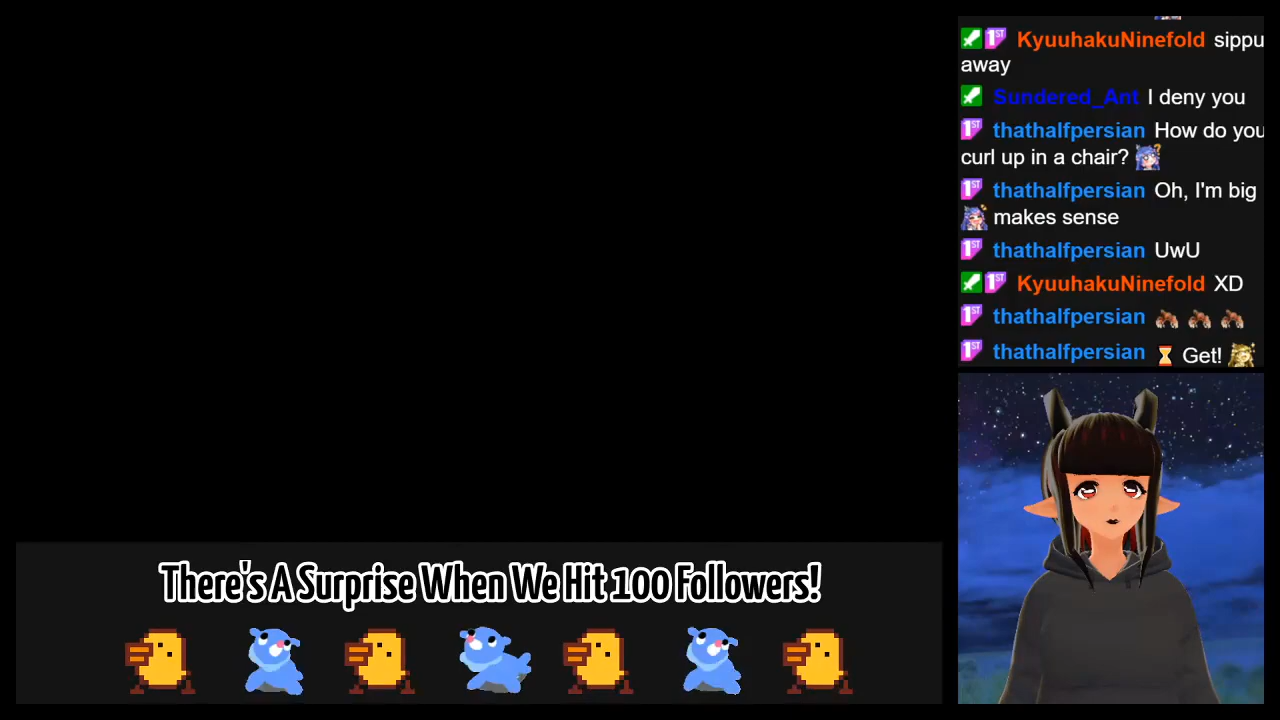 KyuuhakuNinefold sippu
away
Sundered_Ant I deny you
thathalfpersian How do you
curl up in a chair?
thathalfpersian Oh, I'm big
makes sense
thathalfpersian UwU
KyuuhakuNinefold XD
thathalfpersian
thathalfpersian Get!
There's A Surprise When We Hit 100 Followers!